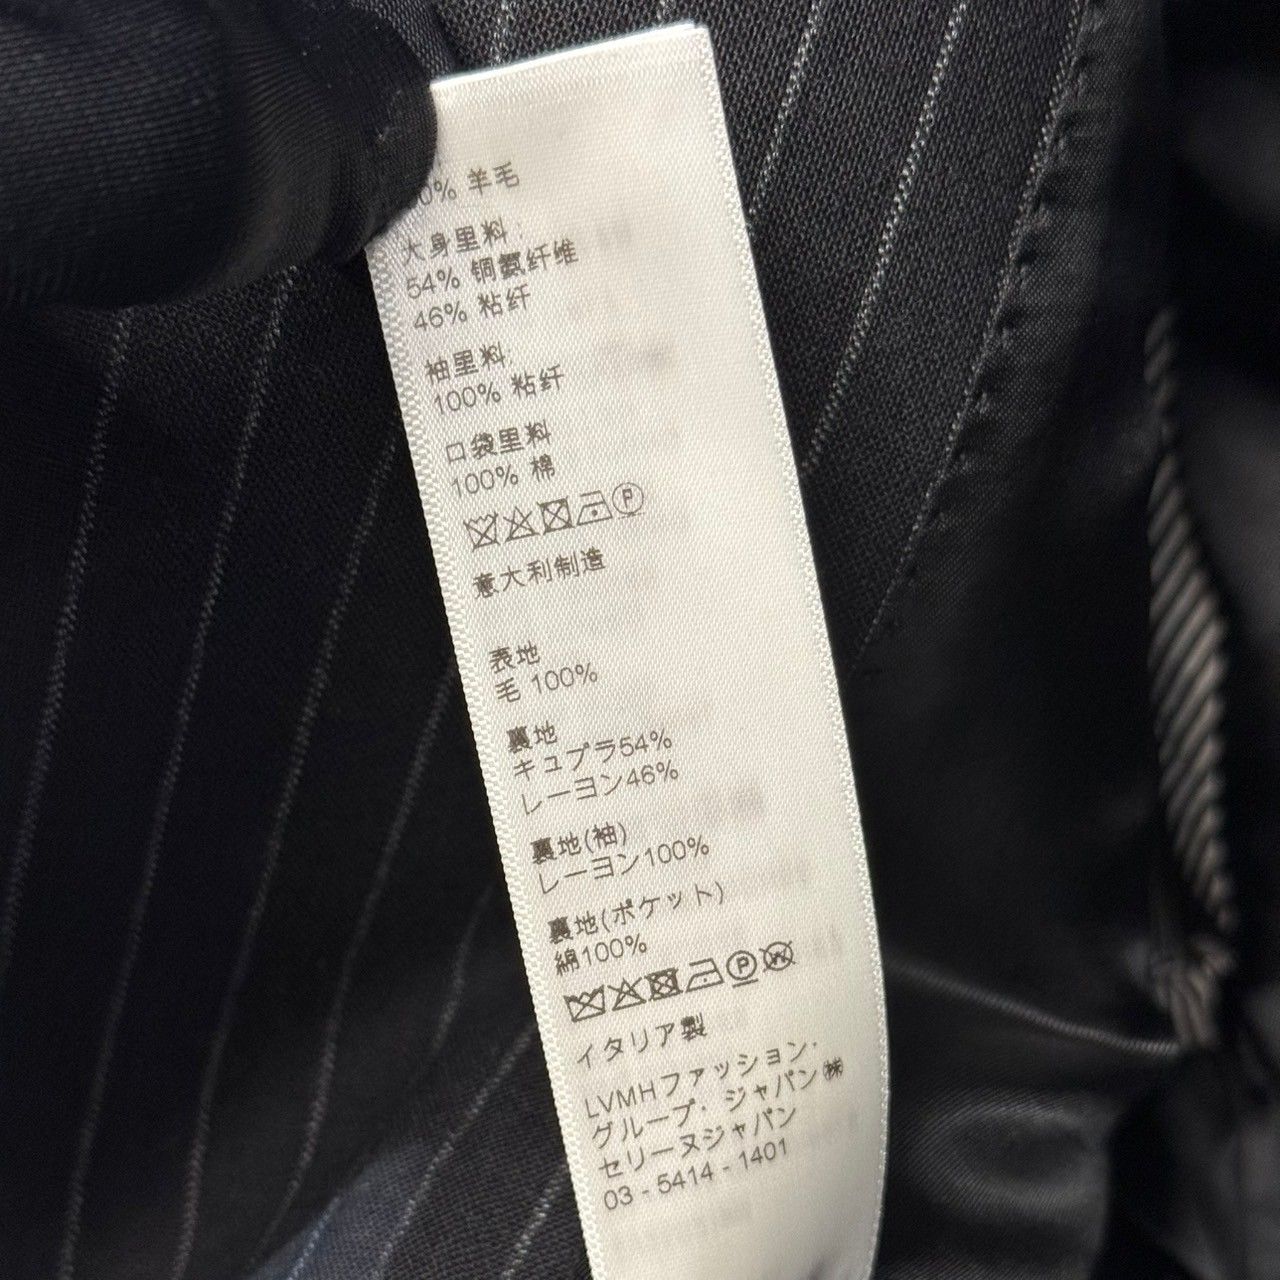 0% 羊毛
大身里料
54% 铜氨纤维
46% 粘纤
袖里料
100% 粘纤
口袋里料
100% 棉
意大利制造
表地
毛 100%
裏地
キュプラ54%
レーヨン46%
裏地(袖)
レーヨン100%
裏地(ポケット)
綿100%
イタリア製
LVMHファッション・
グループ・ジャパン㈱
セリーヌジャパン
03 - 5414 - 1401